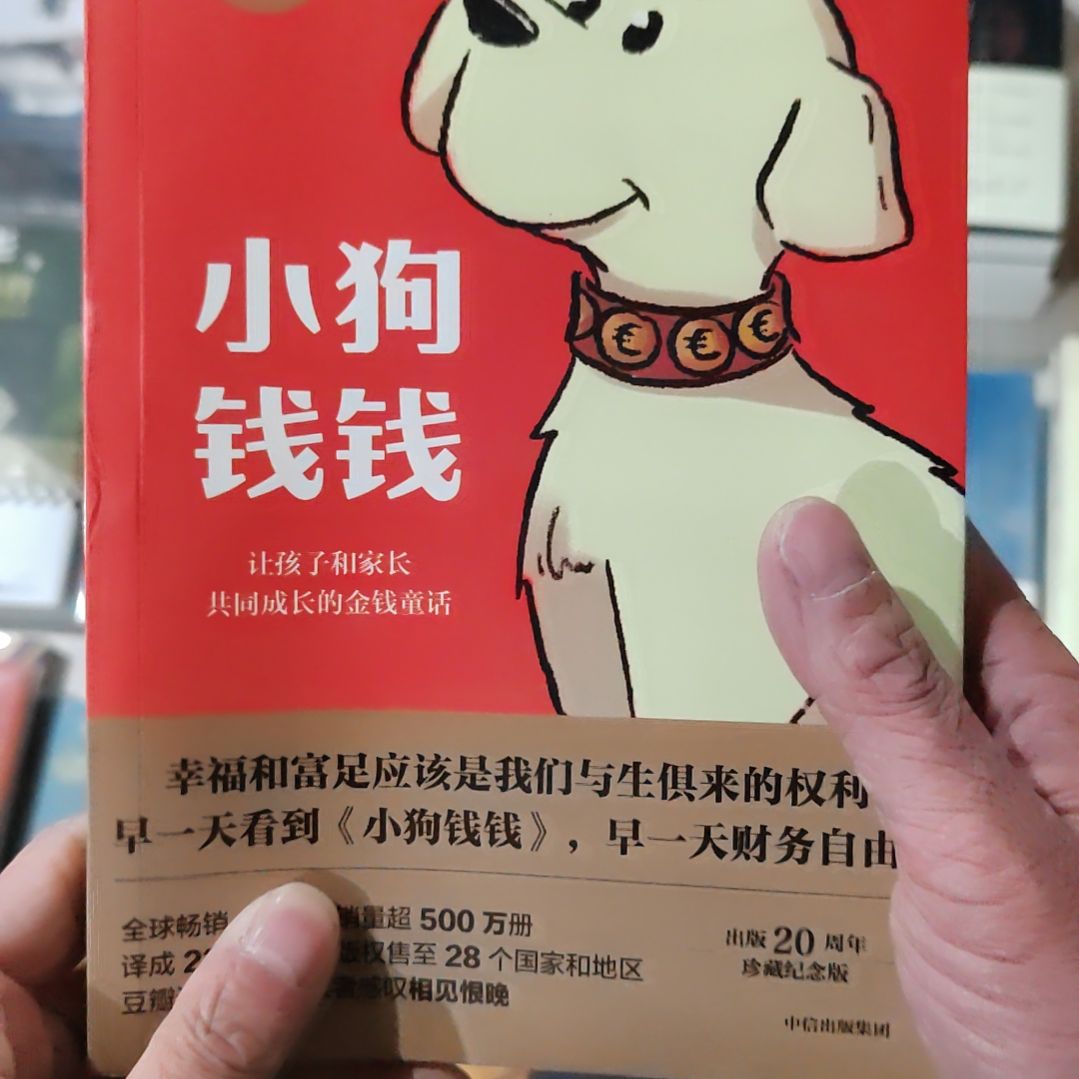 小狗
钱钱
让孩子和家长
共同成长的金钱童话
幸福和富足应该是我们与生俱来的权利
早一天看到《小狗钱钱》，早一天财务自由
全球畅销 销量超 500 万册
译成 2 版权售至 28 个国家和地区
豆瓣 感叹相见恨晚
出版 20 周年
珍藏纪念版
中信出版集团
€ € €